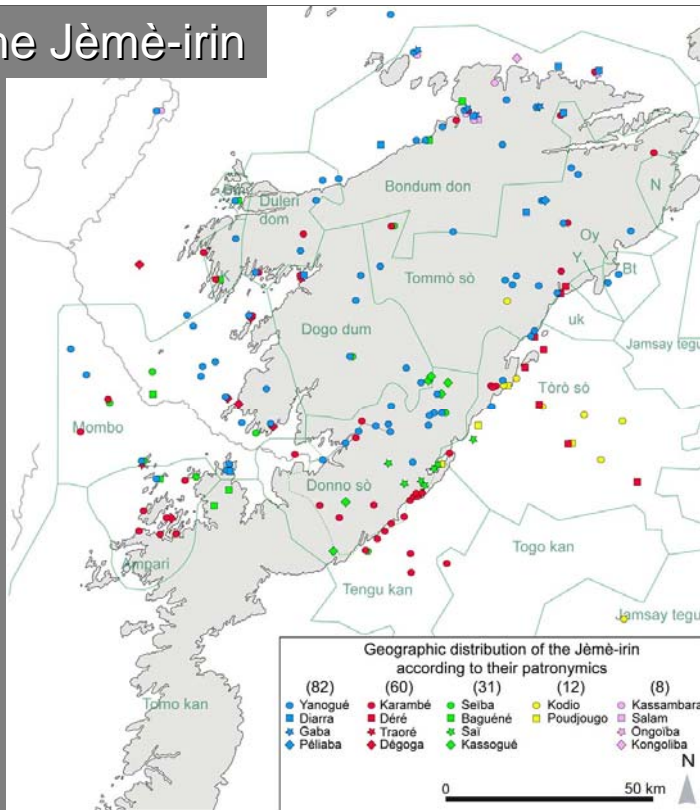 ne Jèmè-irin
Bondum don
Duleri
dom
N
Oy
Y
Bt
Tommò sò
uk
Dogo dum
Jamsay tegu
Tòrò sò
Mombo
Donno sò
Togo kan
Ampari
Tengu kan
Jamsay tegu
Tomo kan
Geographic distribution of the Jèmè-irin
according to their patronymics
(82) (60) (31) (12) (8)
Yanogué Karambé Seïba Kodio Kassambara
Diarra Déré Baguéné Poudjougo Salam
Gaba Traoré Saï Ongoïba
Péliaba Dègoga Kassogué Kongoliba
N
0 50 km